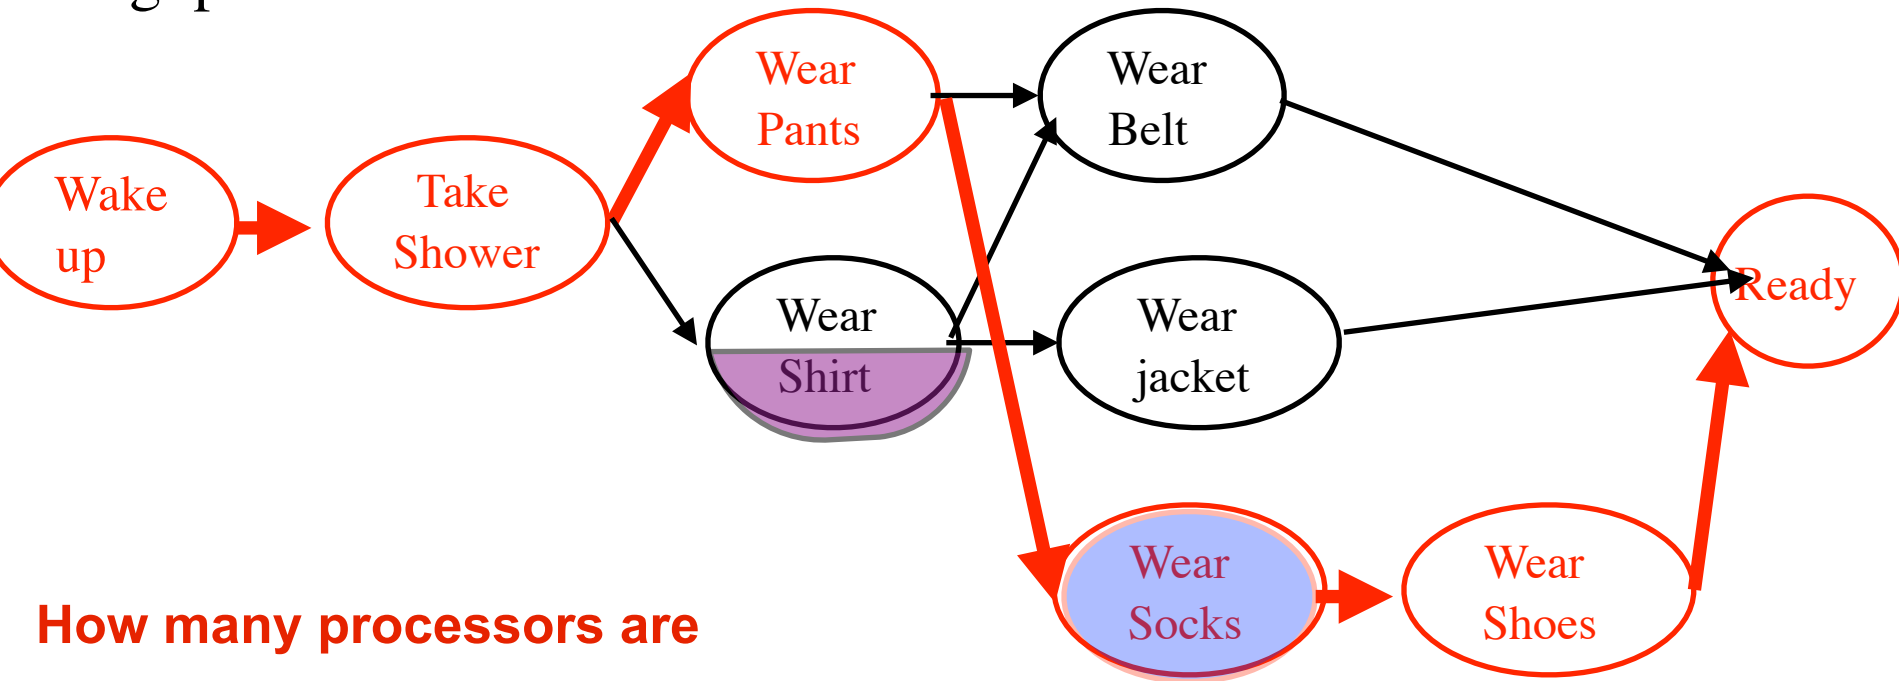 Wear
Pants
Wear
Belt
Wake
up
Take
Shower
Wear
Shirt
Wear
jacket
Ready
Wear
Socks
Wear
Shoes
How many processors are